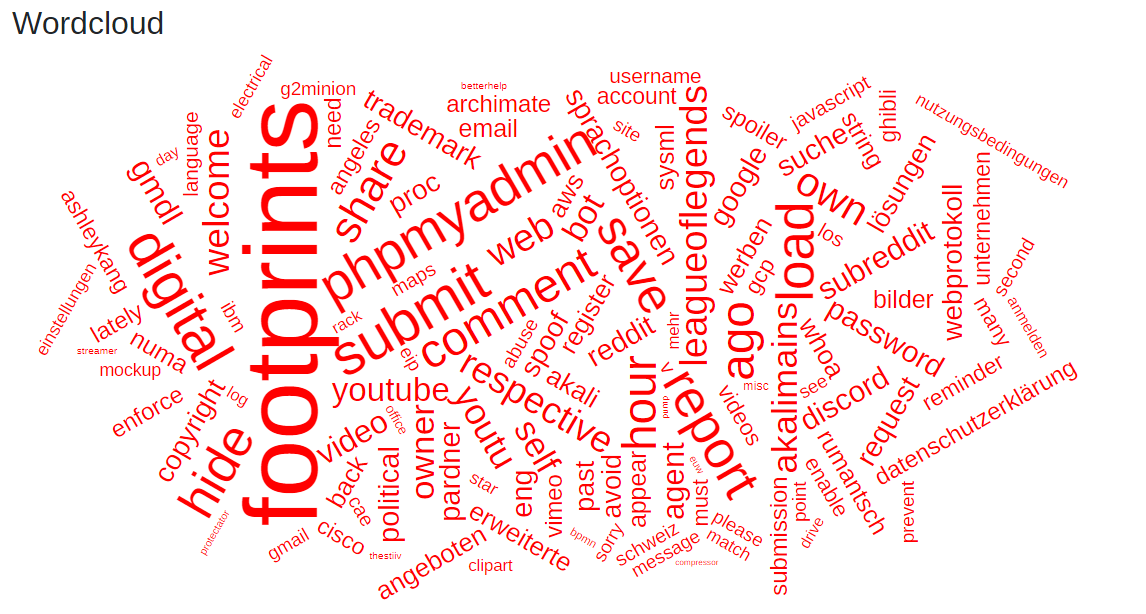 Wordcloud
electrical
g2minion
betterhelp
username
account
javascript
ghibli
nutzungsbedingungen
need
trademark
archimate
email
sprachoptionen
site
sysml
spoiler
string
suche
language
day
gmdl
welcome
angeles
share
proc
phpmyadmin
aws
bot
leagueoflegends
google
own
lösungen
unternehmen
webprotokoll
ashleykang
footprints
digital
maps
web
save
werben
gcp
load
los
subreddit
second
einstellungen
lately
ibm
rack
submit
comment
register
bilder
many
anmelden
streamer
numa
mockup
eip
abuse
spoof
reddit
mehr
ago
whoa
password
enforce
log
copyright
youtube
respective
akali
hour
v
pump
report
misc
videos
akalimains
see
discord
reminder
request
datenschutzerklärung
hide
video
office
owner
youtu
self
back
cae
political
pardner
star
eng
vimeo
past
avoid
appear
agent
euw
must
submission
point
enable
rumantsch
prevent
drive
protectator
gmail
cisco
thestiiv
angeboten
erweiterte
clipart
bpmn
sorry
schweiz
message
please
match
compressor